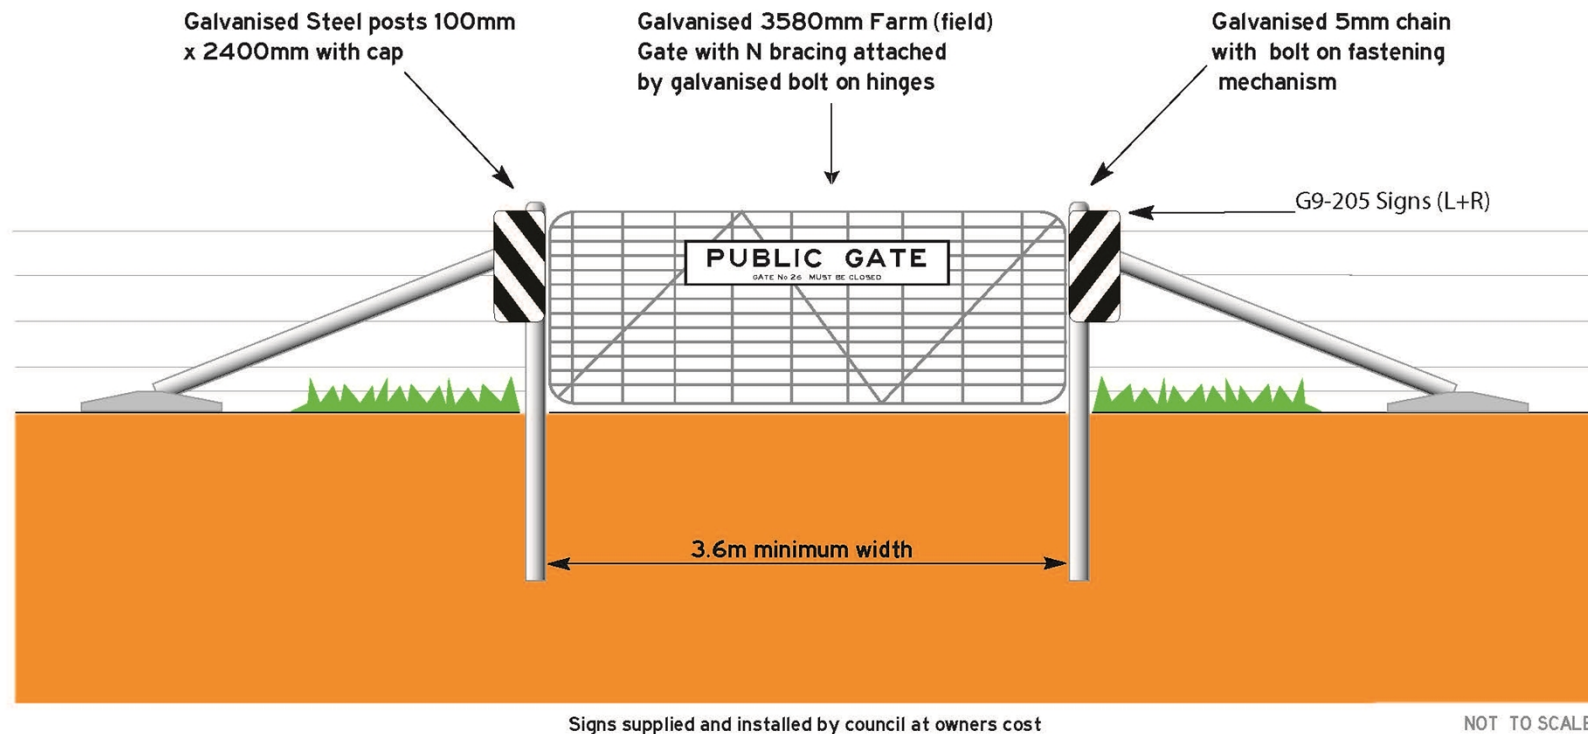 Galvanised Steel posts 100mm
x 2400mm with cap
Galvanised 3580mm Farm (field)
Gate with N bracing attached
by galvanised bolt on hinges
Galvanised 5mm chain
with bolt on fastening
mechanism
G9-205 Signs (L+R)
PUBLIC GATE
GATE No 26 MUST BE CLOSED
3.6m minimum width
Signs supplied and installed by council at owners cost
NOT TO SCALE